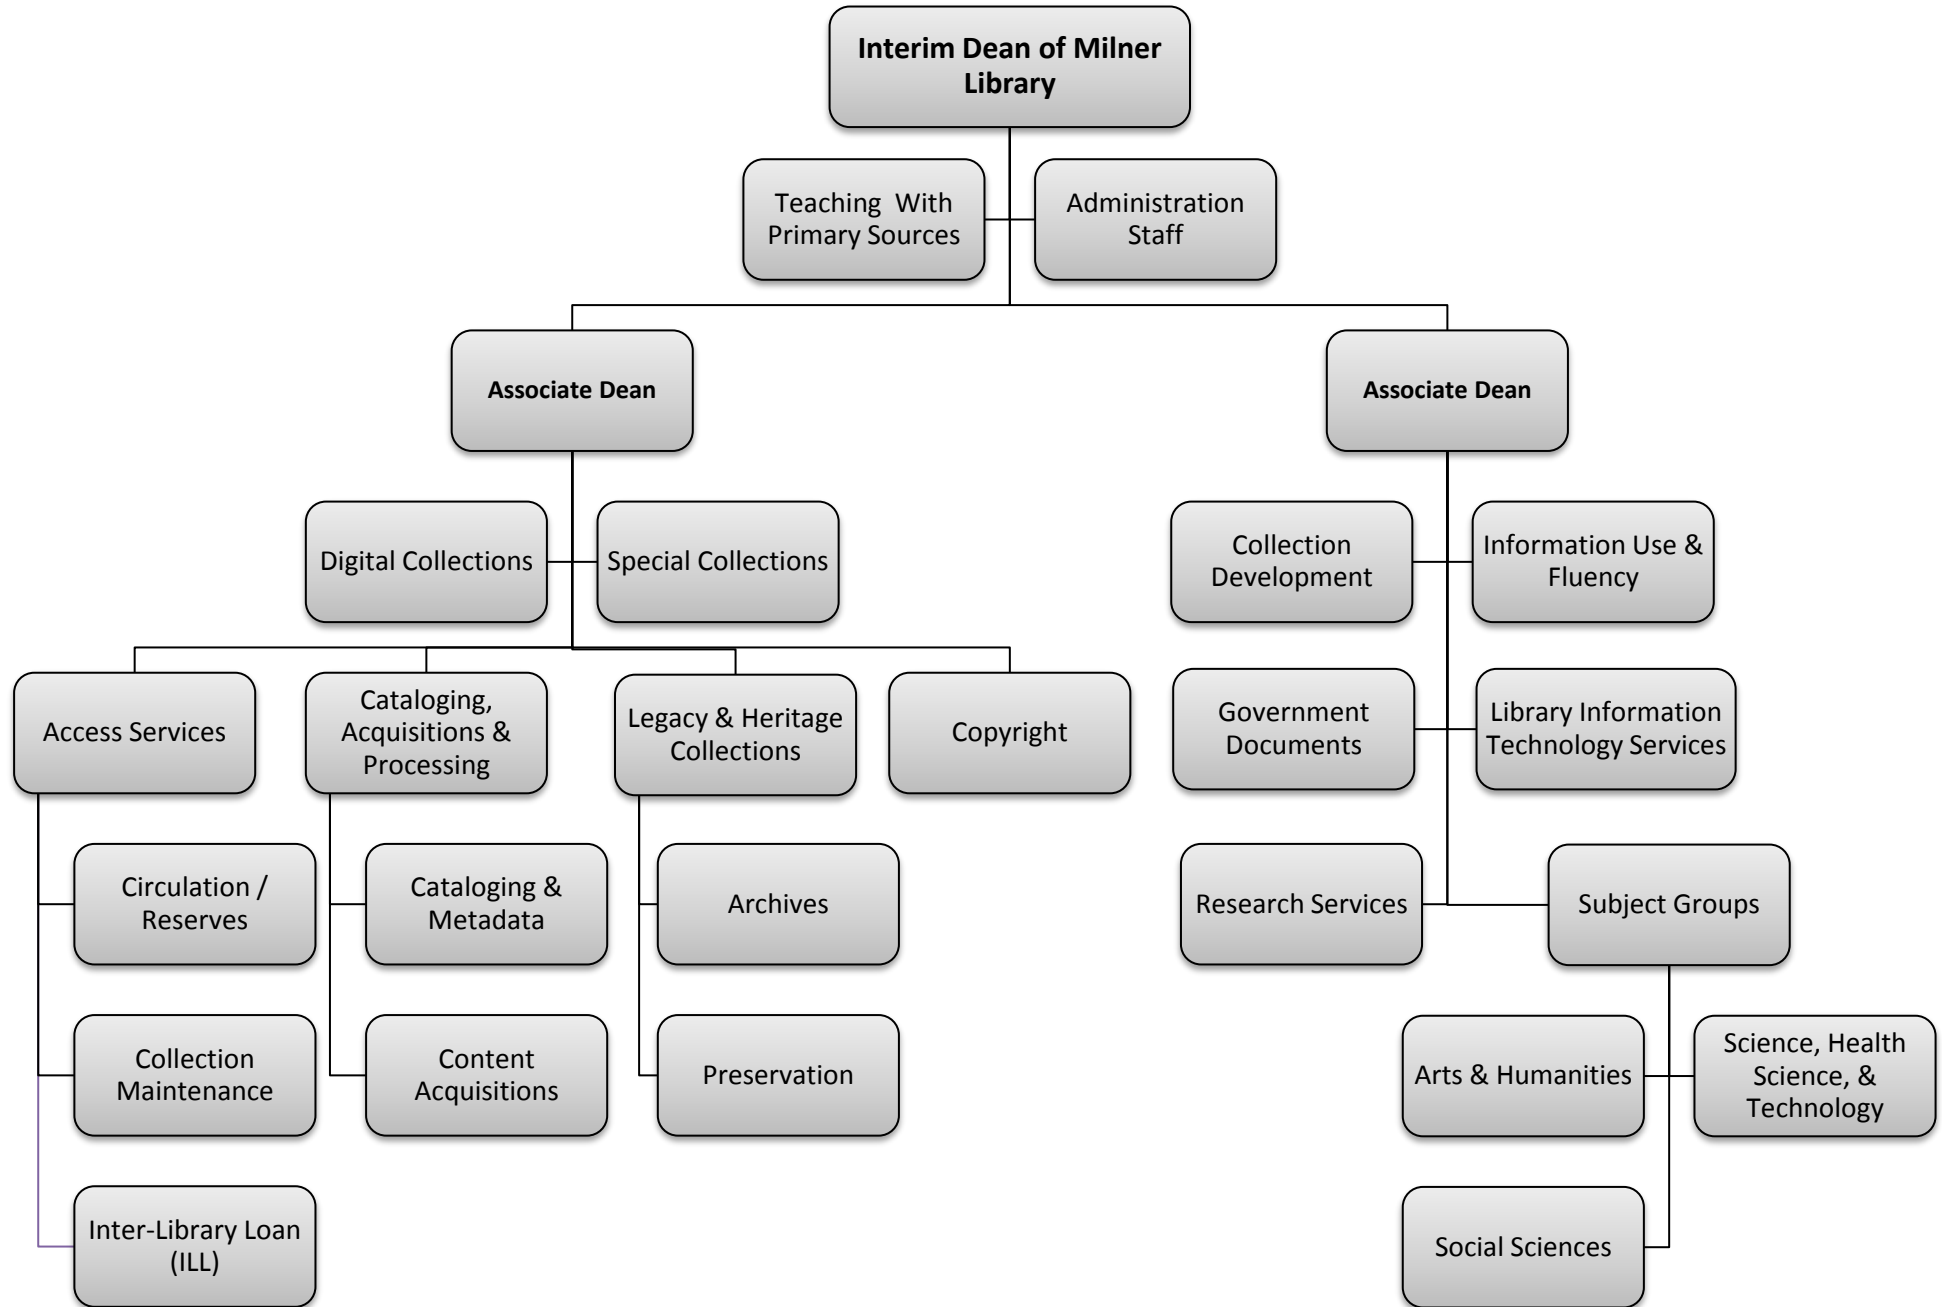 Interim Dean of Milner
Library
Teaching  With
Primary Sources
Administration
Staff
Associate Dean
Associate Dean
Digital Collections
Special Collections
Collection
Development
Information Use &
Fluency
Access Services
Cataloging,
Acquisitions &
Processing
Legacy & Heritage
Collections
Copyright
Government
Documents
Library Information
Technology Services
Circulation /
Reserves
Cataloging &
Metadata
Archives
Research Services
Subject Groups
Collection
Maintenance
Content
Acquisitions
Preservation
Arts & Humanities
Science, Health
Science, &
Technology
Inter-Library Loan
(ILL)
Social Sciences